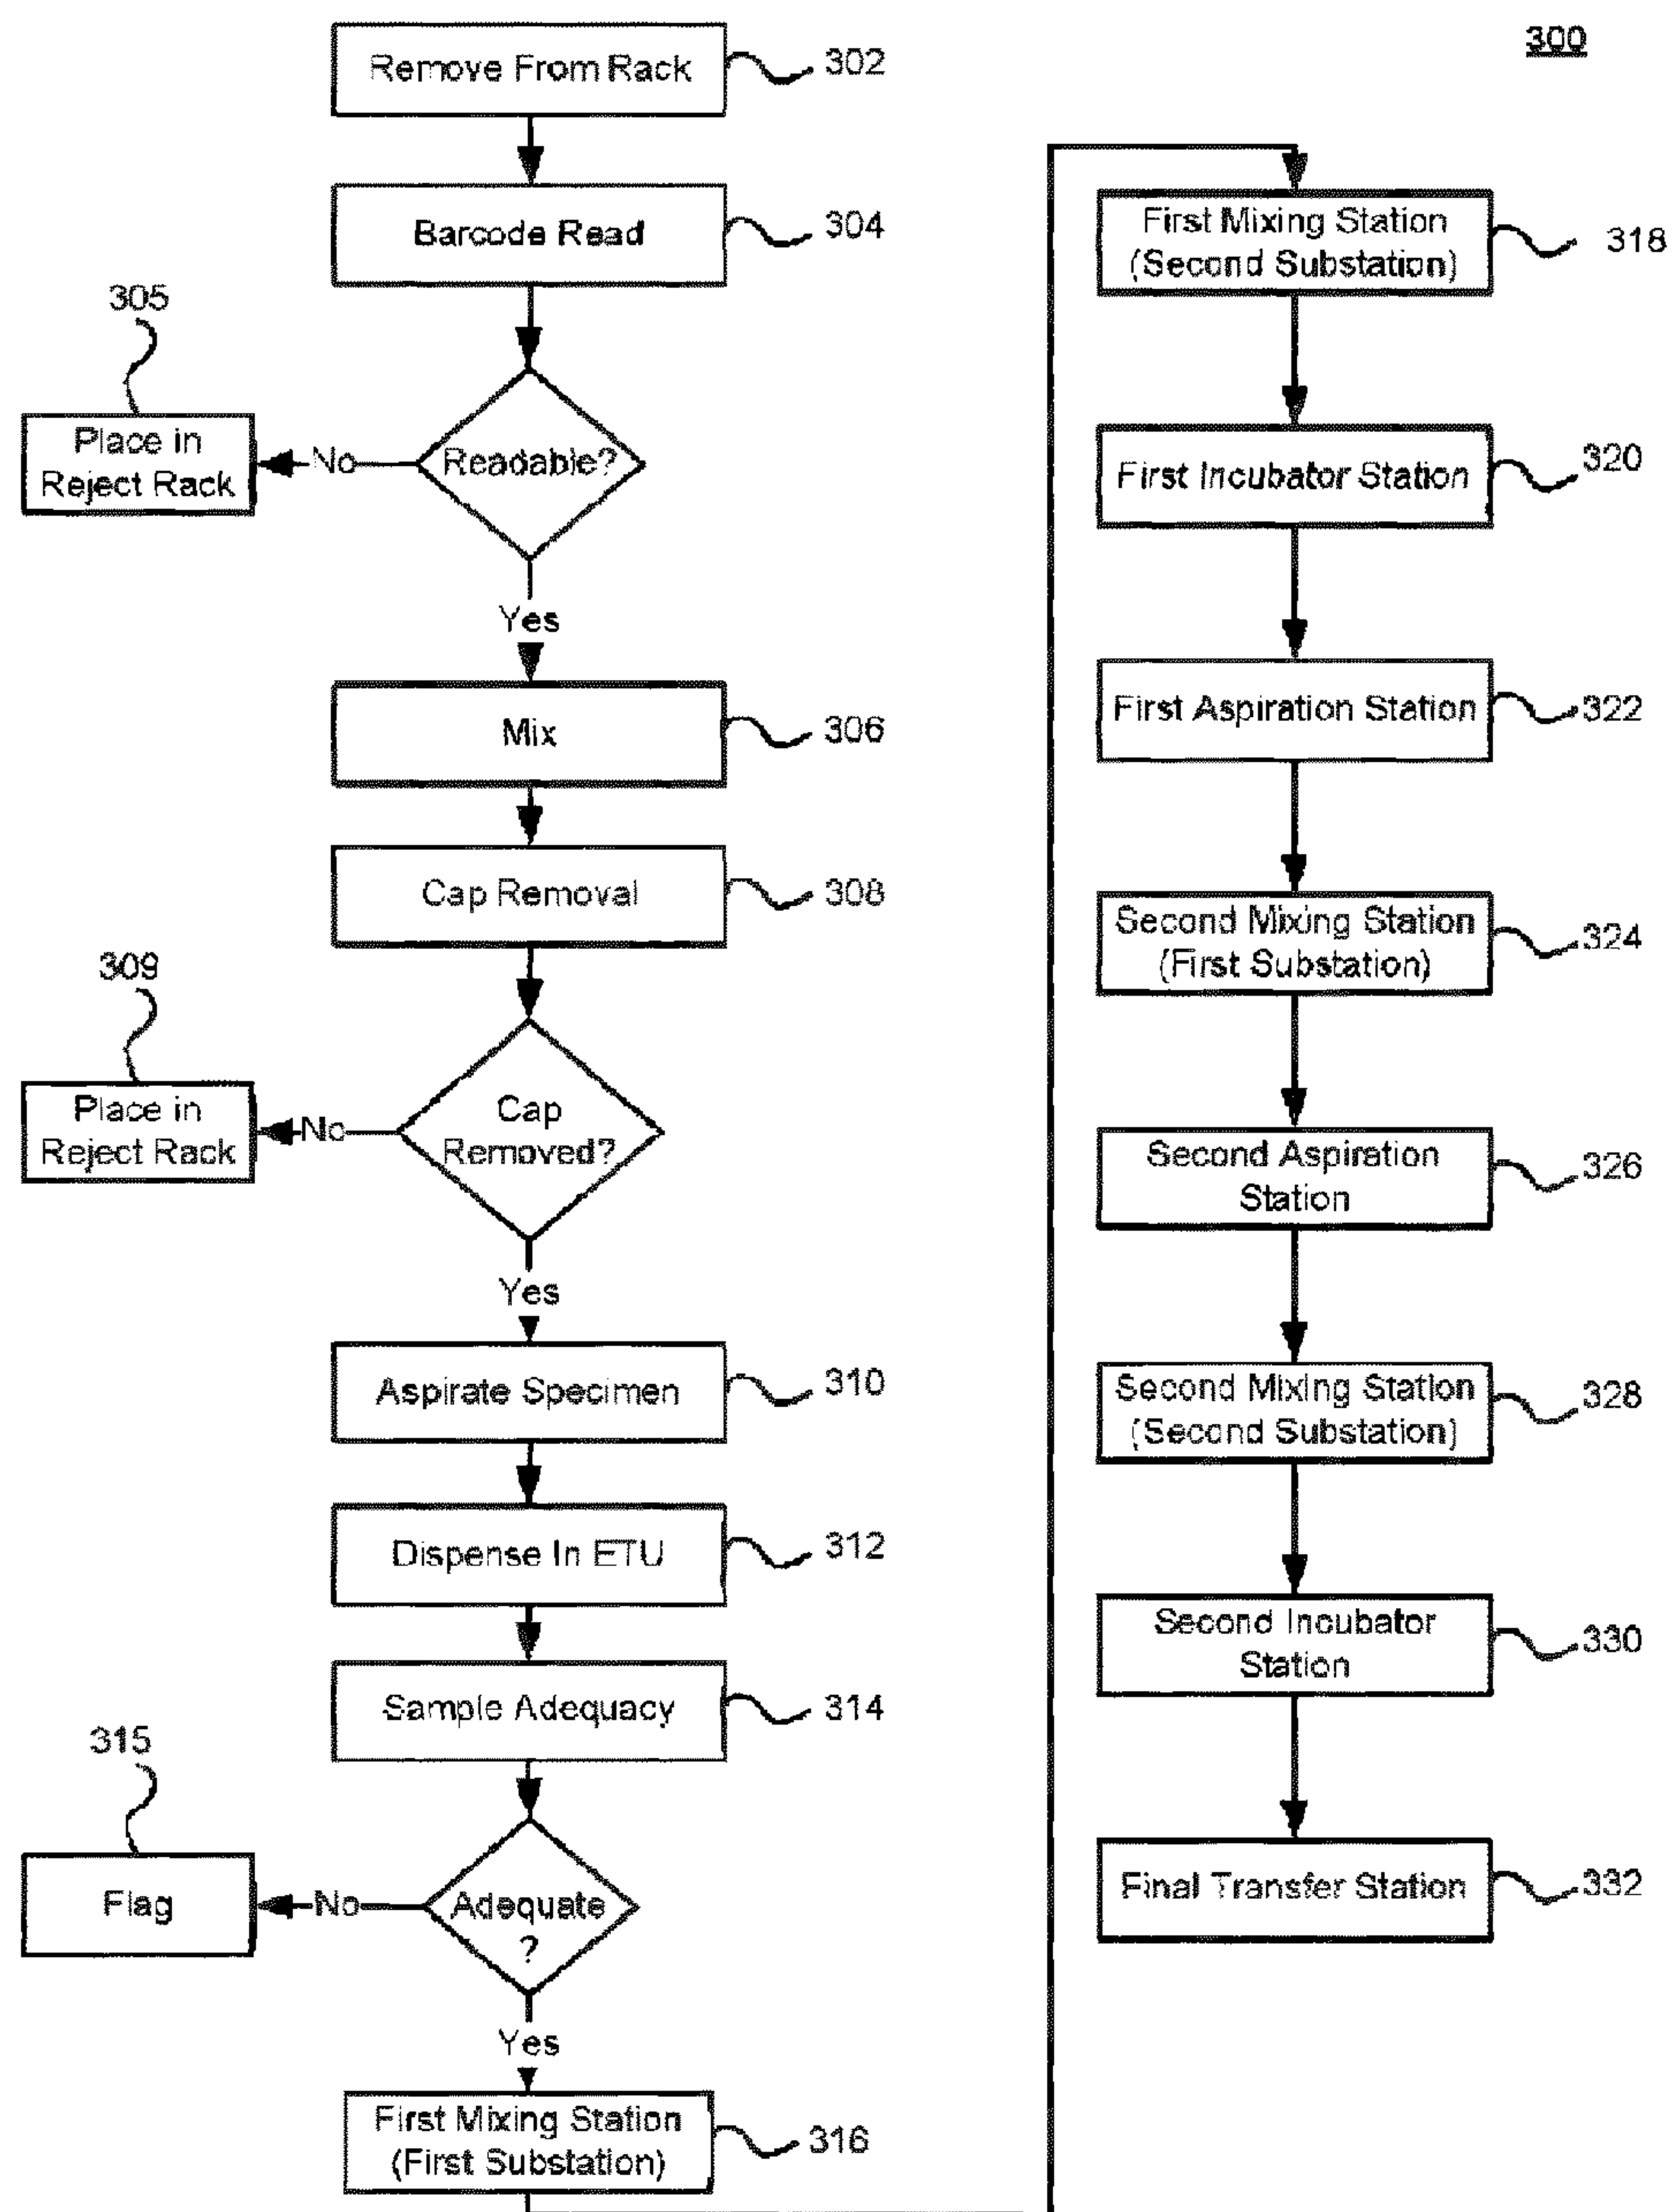 300
Remove From Rack
302
Barcode Read
304
305
Place in
Reject Rack
No
Readable?
Yes
Mix
306
Cap Removal
308
309
Place in
Reject Rack
No
Cap
Removed?
Yes
Aspirate Specimen
310
Dispense In ETU
312
Sample Adequacy
314
315
Flag
No
Adequate
?
Yes
First Mixing Station
(First Substation)
316
First Mixing Station
(Second Substation)
318
First Incubator Station
320
First Aspiration Station
322
Second Mixing Station
(First Substation)
324
Second Aspiration
Station
326
Second Mixing Station
(Second Substation)
328
Second Incubator
Station
330
Final Transfer Station
332